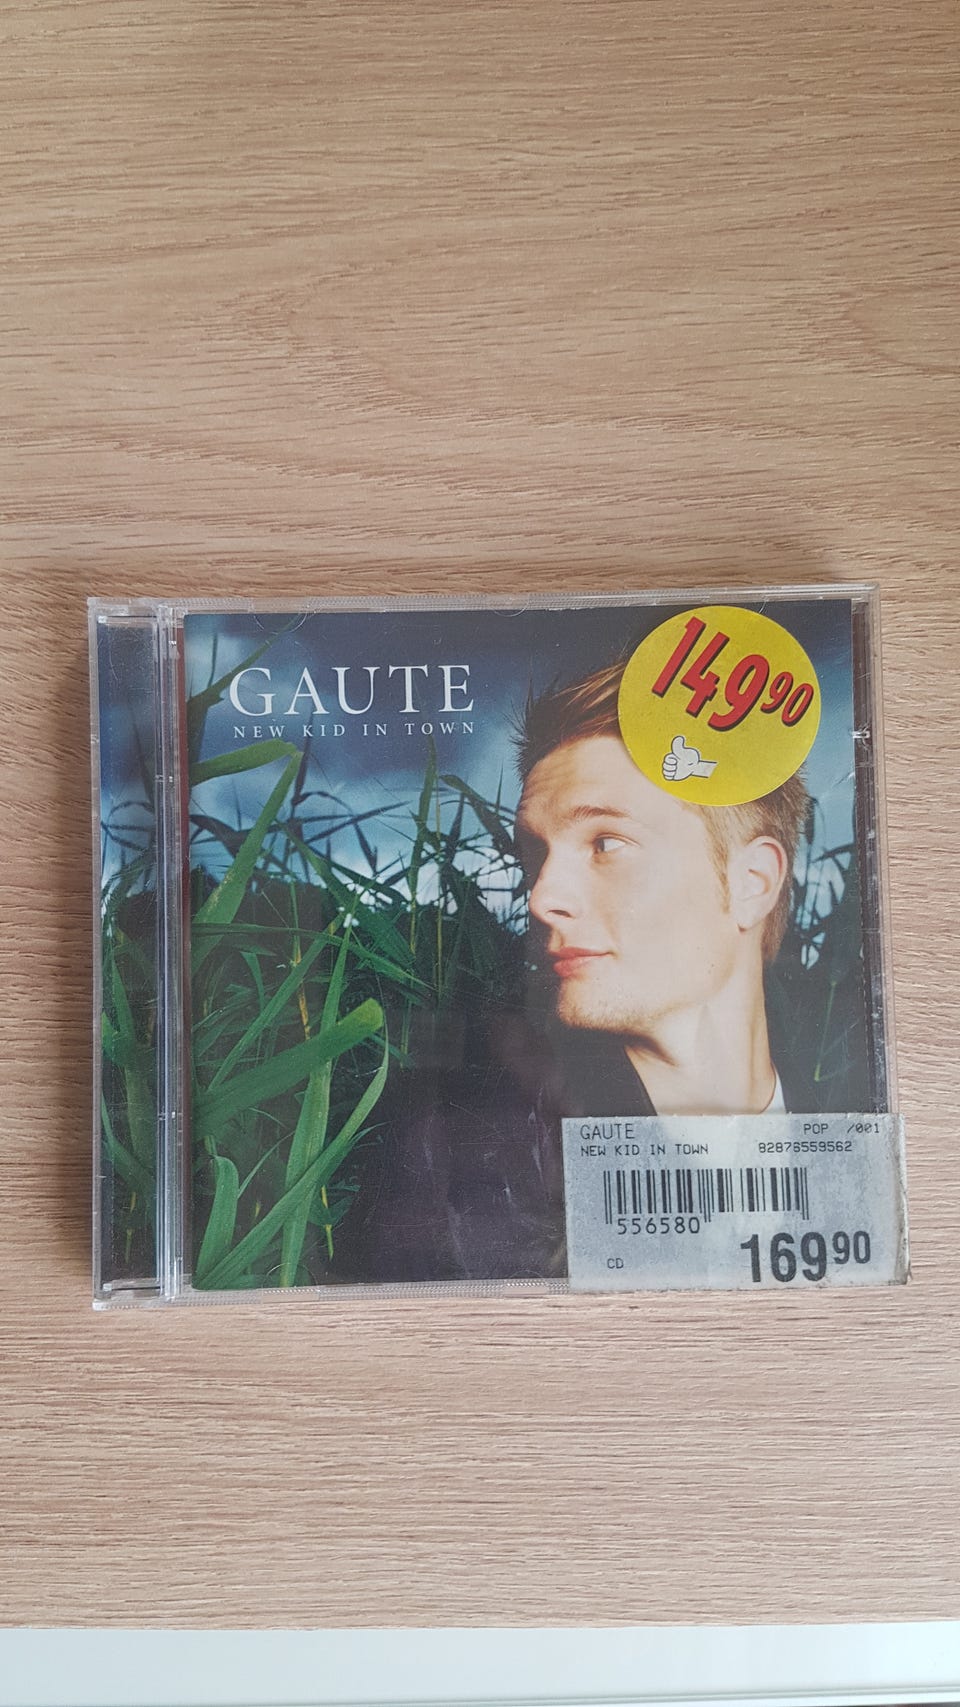 GAUTE
NEW KID IN TOWN
149 90
GAUTE POP /001
NEW KID IN TOWN 82876559562
556580
CD 169 90